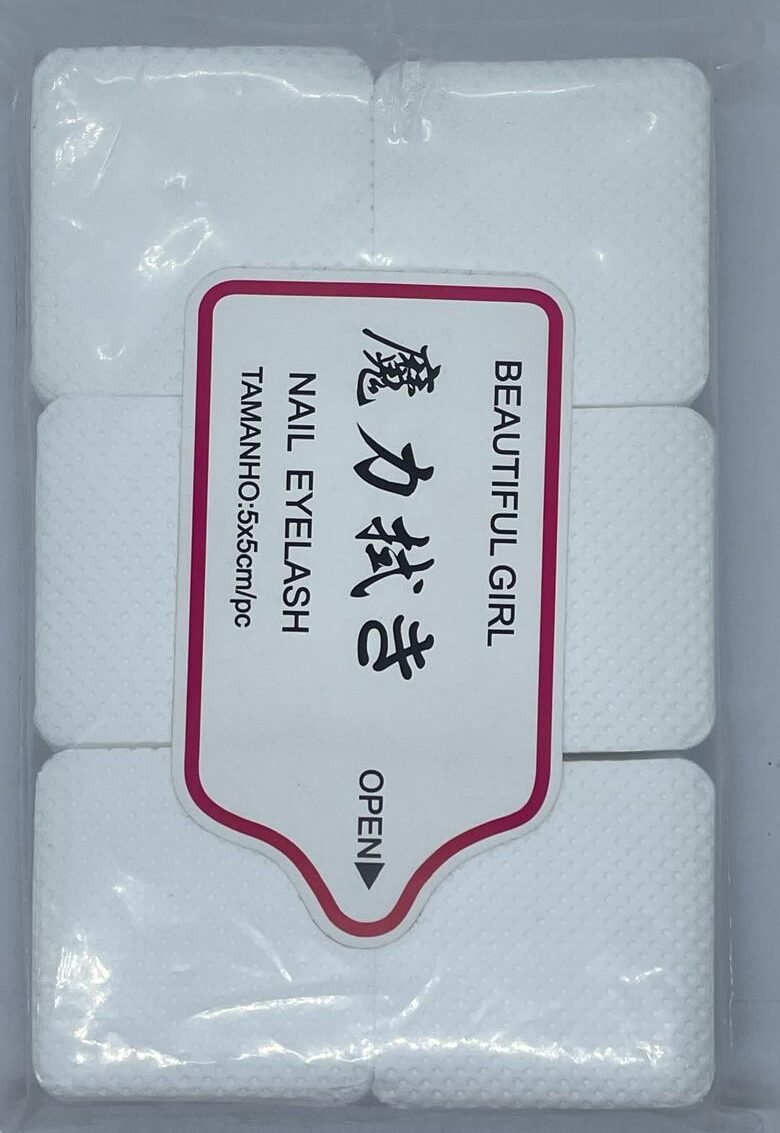 BEAUTIFUL GIRL
魔力拭き
OPEN
NAIL EYELASH
TAMANHO:5x5cm/pc